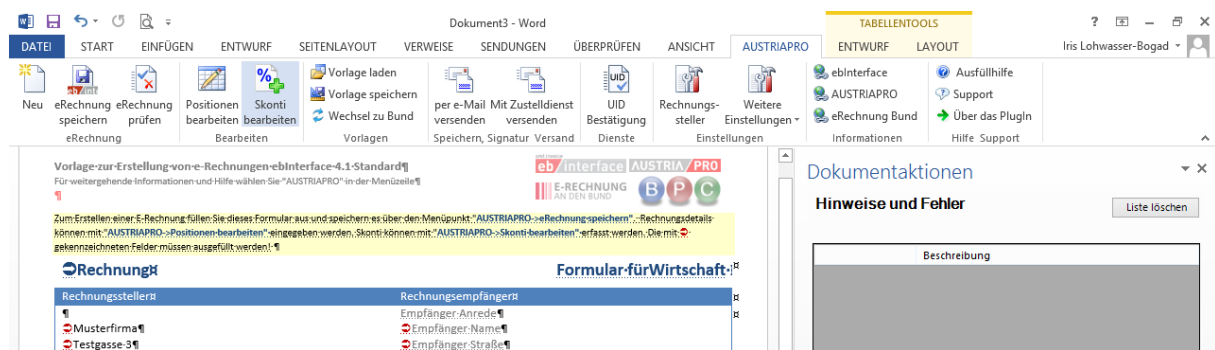 Dokument3 - Word
TABELLENTOOLS
DATEI START EINFÜGEN ENTWURF SEITENLAYOUT VERWEISE SENDUNGEN ÜBERPRÜFEN ANSICHT AUSTRIAPRO ENTWURF LAYOUT Iris Lohwasser-Bogad
Neu
eRechnung speichern
eRechnung prüfen
eRechnung
Positionen bearbeiten
Skonti bearbeiten
Bearbeiten
Vorlage laden
Vorlage speichern
Wechsel zu Bund
Vorlagen
per e-Mail versenden
Mit Zustelldienst versenden
Speichern, Signatur Versand
UID
UID Bestätigung
Dienste
Rechnungs-steller
Weitere Einstellungen
Einstellungen
ebInterface
AUSTRIAPRO
eRechnung Bund
Informationen
Ausfüllhilfe
Support
Über das PlugIn
Hilfe Support
Vorlage·zur·Erstellung·von·e-Rechnungen·ebInterface·4.1·Standard¶
Für·weitergehende·Informationen·und·Hilfe·wählen·Sie·"AUSTRIAPRO"·in·der·Menüzeile¶
¶
eb/interface AUSTRIA/PRO
E-RECHNUNG
AN DEN BUND
B P C
Zum·Erstellen·einer·E-Rechnung·füllen·Sie·dieses·Formular·aus·und·speichern·es·über·den·Menüpunkt·"AUSTRIAPRO->eRechnung·speichern".·Rechnungsdetails·
können·mit·"AUSTRIAPRO->Positionen·bearbeiten"·eingegeben·werden.·Skonti·können·mit·"AUSTRIAPRO->Skonti·bearbeiten"·erfasst·werden.·Die·mit·
gekennzeichneten·Felder·müssen·ausgefüllt·werden!·¶
Rechnung¤ Formular·für·Wirtschaft·¤
Rechnungssteller¤ Rechnungsempfänger¤ ¤
¶ Empfänger·Anrede¶ ¤
Musterfirma¶ Empfänger·Name¶
Testgasse·3¶ Empfänger·Straße¶
Dokumentaktionen
Hinweise und Fehler
Liste löschen
Beschreibung